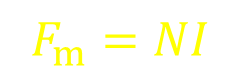 F_m = NI